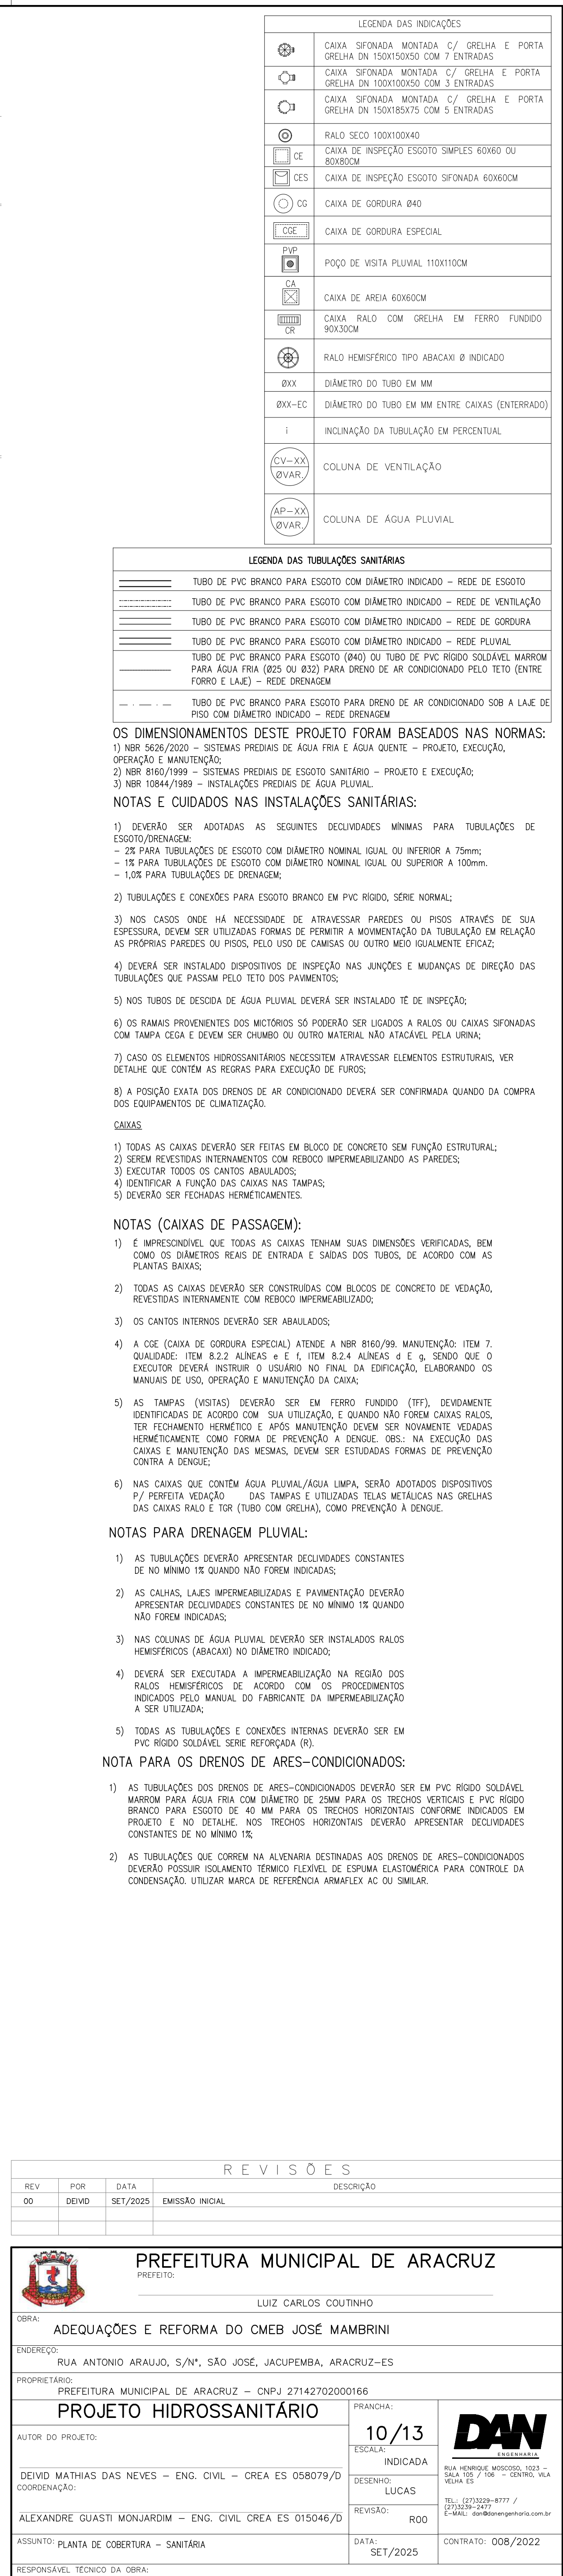 LEGENDA DAS INDICAÇÕES
CAIXA SIFONADA MONTADA C/ GRELHA E PORTA
GRELHA DN 150X150X50 COM 7 ENTRADAS
CAIXA SIFONADA MONTADA C/ GRELHA E PORTA
GRELHA DN 100X100X50 COM 3 ENTRADAS
CAIXA SIFONADA MONTADA C/ GRELHA E PORTA
GRELHA DN 150X185X75 COM 5 ENTRADAS
RALO SECO 100X100X40
CE
CAIXA DE INSPEÇÃO ESGOTO SIMPLES 60X60 OU
80X80CM
CES
CAIXA DE INSPEÇÃO ESGOTO SIFONADA 60X60CM
CG
CAIXA DE GORDURA Ø40
CGE
CAIXA DE GORDURA ESPECIAL
PVP
POÇO DE VISITA PLUVIAL 110X110CM
CA
CAIXA DE AREIA 60X60CM
CR
CAIXA RALO COM GRELHA EM FERRO FUNDIDO
90X30CM
RALO HEMISFÉRICO TIPO ABACAXI Ø INDICADO
ØXX
DIÂMETRO DO TUBO EM MM
ØXX-EC
DIÂMETRO DO TUBO EM MM ENTRE CAIXAS (ENTERRADO)
i
INCLINAÇÃO DA TUBULAÇÃO EM PERCENTUAL
CV-XX
ØVAR.
COLUNA DE VENTILAÇÃO
AP-XX
ØVAR.
COLUNA DE ÁGUA PLUVIAL
LEGENDA DAS TUBULAÇÕES SANITÁRIAS
TUBO DE PVC BRANCO PARA ESGOTO COM DIÂMETRO INDICADO - REDE DE ESGOTO
TUBO DE PVC BRANCO PARA ESGOTO COM DIÂMETRO INDICADO - REDE DE VENTILAÇÃO
TUBO DE PVC BRANCO PARA ESGOTO COM DIÂMETRO INDICADO - REDE DE GORDURA
TUBO DE PVC BRANCO PARA ESGOTO COM DIÂMETRO INDICADO - REDE PLUVIAL
TUBO DE PVC BRANCO PARA ESGOTO (Ø40) OU TUBO DE PVC RÍGIDO SOLDÁVEL MARROM
PARA ÁGUA FRIA (Ø25 OU Ø32) PARA DRENO DE AR CONDICIONADO PELO TETO (ENTRE
FORRO E LAJE) - REDE DRENAGEM
TUBO DE PVC BRANCO PARA ESGOTO PARA DRENO DE AR CONDICIONADO SOB A LAJE DE
PISO COM DIÂMETRO INDICADO - REDE DRENAGEM
OS DIMENSIONAMENTOS DESTE PROJETO FORAM BASEADOS NAS NORMAS:
1) NBR 5626/2020 - SISTEMAS PREDIAIS DE ÁGUA FRIA E ÁGUA QUENTE - PROJETO, EXECUÇÃO,
OPERAÇÃO E MANUTENÇÃO;
2) NBR 8160/1999 - SISTEMAS PREDIAIS DE ESGOTO SANITÁRIO - PROJETO E EXECUÇÃO;
3) NBR 10844/1989 - INSTALAÇÕES PREDIAIS DE ÁGUA PLUVIAL.
NOTAS E CUIDADOS NAS INSTALAÇÕES SANITÁRIAS:
1) DEVERÃO SER ADOTADAS AS SEGUINTES DECLIVIDADES MÍNIMAS PARA TUBULAÇÕES DE
ESGOTO/DRENAGEM:
- 2% PARA TUBULAÇÕES DE ESGOTO COM DIÂMETRO NOMINAL IGUAL OU INFERIOR A 75mm;
- 1% PARA TUBULAÇÕES DE ESGOTO COM DIÂMETRO NOMINAL IGUAL OU SUPERIOR A 100mm.
- 1,0% PARA TUBULAÇÕES DE DRENAGEM;
2) TUBULAÇÕES E CONEXÕES PARA ESGOTO BRANCO EM PVC RÍGIDO, SÉRIE NORMAL;
3) NOS CASOS ONDE HÁ NECESSIDADE DE ATRAVESSAR PAREDES OU PISOS ATRAVÉS DE SUA
ESPESSURA, DEVEM SER UTILIZADAS FORMAS DE PERMITIR A MOVIMENTAÇÃO DA TUBULAÇÃO EM RELAÇÃO
AS PRÓPRIAS PAREDES OU PISOS, PELO USO DE CAMISAS OU OUTRO MEIO IGUALMENTE EFICAZ;
4) DEVERÁ SER INSTALADO DISPOSITIVOS DE INSPEÇÃO NAS JUNÇÕES E MUDANÇAS DE DIREÇÃO DAS
TUBULAÇÕES QUE PASSAM PELO TETO DOS PAVIMENTOS;
5) NOS TUBOS DE DESCIDA DE ÁGUA PLUVIAL DEVERÁ SER INSTALADO TÊ DE INSPEÇÃO;
6) OS RAMAIS PROVENIENTES DOS MICTÓRIOS SÓ PODERÃO SER LIGADOS A RALOS OU CAIXAS SIFONADAS
COM TAMPA CEGA E DEVEM SER CHUMBO OU OUTRO MATERIAL NÃO ATACÁVEL PELA URINA;
7) CASO OS ELEMENTOS HIDROSSANITÁRIOS NECESSITEM ATRAVESSAR ELEMENTOS ESTRUTURAIS, VER
DETALHE QUE CONTÉM AS REGRAS PARA EXECUÇÃO DE FUROS;
8) A POSIÇÃO EXATA DOS DRENOS DE AR CONDICIONADO DEVERÁ SER CONFIRMADA QUANDO DA COMPRA
DOS EQUIPAMENTOS DE CLIMATIZAÇÃO.
CAIXAS
1) TODAS AS CAIXAS DEVERÃO SER FEITAS EM BLOCO DE CONCRETO SEM FUNÇÃO ESTRUTURAL;
2) SEREM REVESTIDAS INTERNAMENTOS COM REBOCO IMPERMEABILIZANDO AS PAREDES;
3) EXECUTAR TODOS OS CANTOS ABAULADOS;
4) IDENTIFICAR A FUNÇÃO DAS CAIXAS NAS TAMPAS;
5) DEVERÃO SER FECHADAS HERMÉTICAMENTES.
NOTAS (CAIXAS DE PASSAGEM):
1) É IMPRESCINDÍVEL QUE TODAS AS CAIXAS TENHAM SUAS DIMENSÕES VERIFICADAS, BEM
COMO OS DIÂMETROS REAIS DE ENTRADA E SAÍDAS DOS TUBOS, DE ACORDO COM AS
PLANTAS BAIXAS;
2) TODAS AS CAIXAS DEVERÃO SER CONSTRUÍDAS COM BLOCOS DE CONCRETO DE VEDAÇÃO,
REVESTIDAS INTERNAMENTE COM REBOCO IMPERMEABILIZADO;
3) OS CANTOS INTERNOS DEVERÃO SER ABAULADOS;
4) A CGE (CAIXA DE GORDURA ESPECIAL) ATENDE A NBR 8160/99. MANUTENÇÃO: ITEM 7.
QUALIDADE: ITEM 8.2.2 ALÍNEAS e E f, ITEM 8.2.4 ALÍNEAS d E g, SENDO QUE O
EXECUTOR DEVERÁ INSTRUIR O USUÁRIO NO FINAL DA EDIFICAÇÃO, ELABORANDO OS
MANUAIS DE USO, OPERAÇÃO E MANUTENÇÃO DA CAIXA;
5) AS TAMPAS (VISITAS) DEVERÃO SER EM FERRO FUNDIDO (TFF), DEVIDAMENTE
IDENTIFICADAS DE ACORDO COM SUA UTILIZAÇÃO, E QUANDO NÃO FOREM CAIXAS RALOS,
TER FECHAMENTO HERMÉTICO E APÓS MANUTENÇÃO DEVEM SER NOVAMENTE VEDADAS
HERMÉTICAMENTE COMO FORMA DE PREVENÇÃO A DENGUE. OBS.: NA EXECUÇÃO DAS
CAIXAS E MANUTENÇÃO DAS MESMAS, DEVEM SER ESTUDADAS FORMAS DE PREVENÇÃO
CONTRA A DENGUE;
6) NAS CAIXAS QUE CONTÊM ÁGUA PLUVIAL/ÁGUA LIMPA, SERÃO ADOTADOS DISPOSITIVOS
P/ PERFEITA VEDAÇÃO DAS TAMPAS E UTILIZADAS TELAS METÁLICAS NAS GRELHAS
DAS CAIXAS RALO E TGR (TUBO COM GRELHA), COMO PREVENÇÃO À DENGUE.
NOTAS PARA DRENAGEM PLUVIAL:
1) AS TUBULAÇÕES DEVERÃO APRESENTAR DECLIVIDADES CONSTANTES
DE NO MÍNIMO 1% QUANDO NÃO FOREM INDICADAS;
2) AS CALHAS, LAJES IMPERMEABILIZADAS E PAVIMENTAÇÃO DEVERÃO
APRESENTAR DECLIVIDADES CONSTANTES DE NO MÍNIMO 1% QUANDO
NÃO FOREM INDICADAS;
3) NAS COLUNAS DE ÁGUA PLUVIAL DEVERÃO SER INSTALADOS RALOS
HEMISFÉRICOS (ABACAXI) NO DIÂMETRO INDICADO;
4) DEVERÁ SER EXECUTADA A IMPERMEABILIZAÇÃO NA REGIÃO DOS
RALOS HEMISFÉRICOS DE ACORDO COM OS PROCEDIMENTOS
INDICADOS PELO MANUAL DO FABRICANTE DA IMPERMEABILIZAÇÃO
A SER UTILIZADA;
5) TODAS AS TUBULAÇÕES E CONEXÕES INTERNAS DEVERÃO SER EM
PVC RÍGIDO SOLDÁVEL SERIE REFORÇADA (R).
NOTA PARA OS DRENOS DE ARES-CONDICIONADOS:
1) AS TUBULAÇÕES DOS DRENOS DE ARES-CONDICIONADOS DEVERÃO SER EM PVC RÍGIDO SOLDÁVEL
MARROM PARA ÁGUA FRIA COM DIÂMETRO DE 25MM PARA OS TRECHOS VERTICAIS E PVC RÍGIDO
BRANCO PARA ESGOTO DE 40 MM PARA OS TRECHOS HORIZONTAIS CONFORME INDICADOS EM
PROJETO E NO DETALHE. NOS TRECHOS HORIZONTAIS DEVERÃO APRESENTAR DECLIVIDADES
CONSTANTES DE NO MÍNIMO 1%;
2) AS TUBULAÇÕES QUE CORREM NA ALVENARIA DESTINADAS AOS DRENOS DE ARES-CONDICIONADOS
DEVERÃO POSSUIR ISOLAMENTO TÉRMICO FLEXÍVEL DE ESPUMA ELASTOMÉRICA PARA CONTROLE DA
CONDENSAÇÃO. UTILIZAR MARCA DE REFERÊNCIA ARMAFLEX AC OU SIMILAR.
REVISÕES
REV POR DATA DESCRIÇÃO
00 DEIVID SET/2025 EMISSÃO INICIAL
PREFEITURA MUNICIPAL DE ARACRUZ
PREFEITO:
LUIZ CARLOS COUTINHO
OBRA:
ADEQUAÇÕES E REFORMA DO CMEB JOSÉ MAMBRINI
ENDEREÇO:
RUA ANTONIO ARAUJO, S/Nº, SÃO JOSÉ, JACUPEMBA, ARACRUZ-ES
PROPRIETÁRIO:
PREFEITURA MUNICIPAL DE ARACRUZ - CNPJ 27142702000166
PROJETO HIDROSSANITÁRIO
AUTOR DO PROJETO:
DEIVID MATHIAS DAS NEVES - ENG. CIVIL - CREA ES 058079/D
COORDENAÇÃO:
ALEXANDRE GUASTI MONJARDIM - ENG. CIVIL CREA ES 015046/D
PRANCHA:
10/13
ESCALA:
INDICADA
DESENHO:
LUCAS
REVISÃO:
R00
DAN
ENGENHARIA
RUA HENRIQUE MOSCOSO, 1023 -
SALA 105 / 106 - CENTRO, VILA
VELHA ES
TEL.: (27)3229-8777 /
(27)3239-2477
E-MAIL: dan@danengenharia.com.br
ASSUNTO: PLANTA DE COBERTURA - SANITÁRIA
DATA:
SET/2025
CONTRATO: 008/2022
RESPONSÁVEL TÉCNICO DA OBRA: